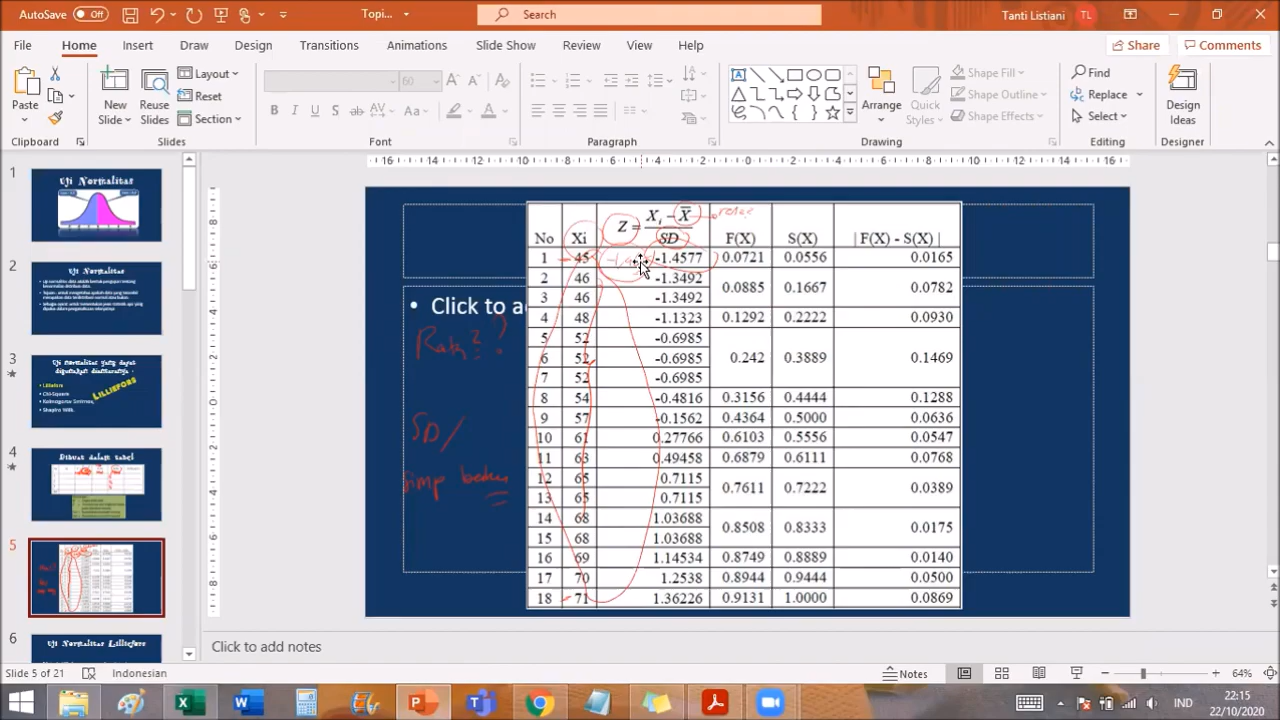 AutoSave Off
Topi...
Search
Tanti Listiani TL
File Home Insert Draw Design Transitions Animations Slide Show Review View Help
Share Comments
Paste
New Slide
Reuse Slides
Layout
Reset
Section
60
Arrange
Quick Styles
Shape Fill
Shape Outline
Shape Effects
Find
Replace
Select
Design Ideas
Clipboard Slides Font Paragraph Drawing Editing Designer
1
Uji Normalitas
2
Uji Normalitas
3
Uji Normalitas yang dapat
Liliefors
Chi-Square
Kolmogorov Smirnov
Shapiro Wilk
LILLIEFORS
4
Dibuat dalam tabel
5
6
Uji Normalitas Lilliefors
• Click to a
Rata2?
SD/
simp baku
No Xi Z = Xi − X / SD F(X) S(X) | F(X) - S(X) |
1 45 -1.4577 0.0721 0.0556 0.0165
2 46 -1.3492 0.0885 0.1667 0.0782
3 46 -1.3492
4 48 -1.1323 0.1292 0.2222 0.0930
5 52 -0.6985
6 52 -0.6985 0.242 0.3889 0.1469
7 52 -0.6985
8 54 -0.4816 0.3156 0.4444 0.1288
9 57 -0.1562 0.4364 0.5000 0.0636
10 61 0.27766 0.6103 0.5556 0.0547
11 63 0.49458 0.6879 0.6111 0.0768
12 65 0.7115 0.7611 0.7222 0.0389
13 65 0.7115
14 68 1.03688 0.8508 0.8333 0.0175
15 68 1.03688
16 69 1.14534 0.8749 0.8889 0.0140
17 70 1.2538 0.8944 0.9444 0.0500
18 71 1.36226 0.9131 1.0000 0.0869
Click to add notes
Slide 5 of 21 Indonesian Notes 64%
IND
22:15
22/10/2020